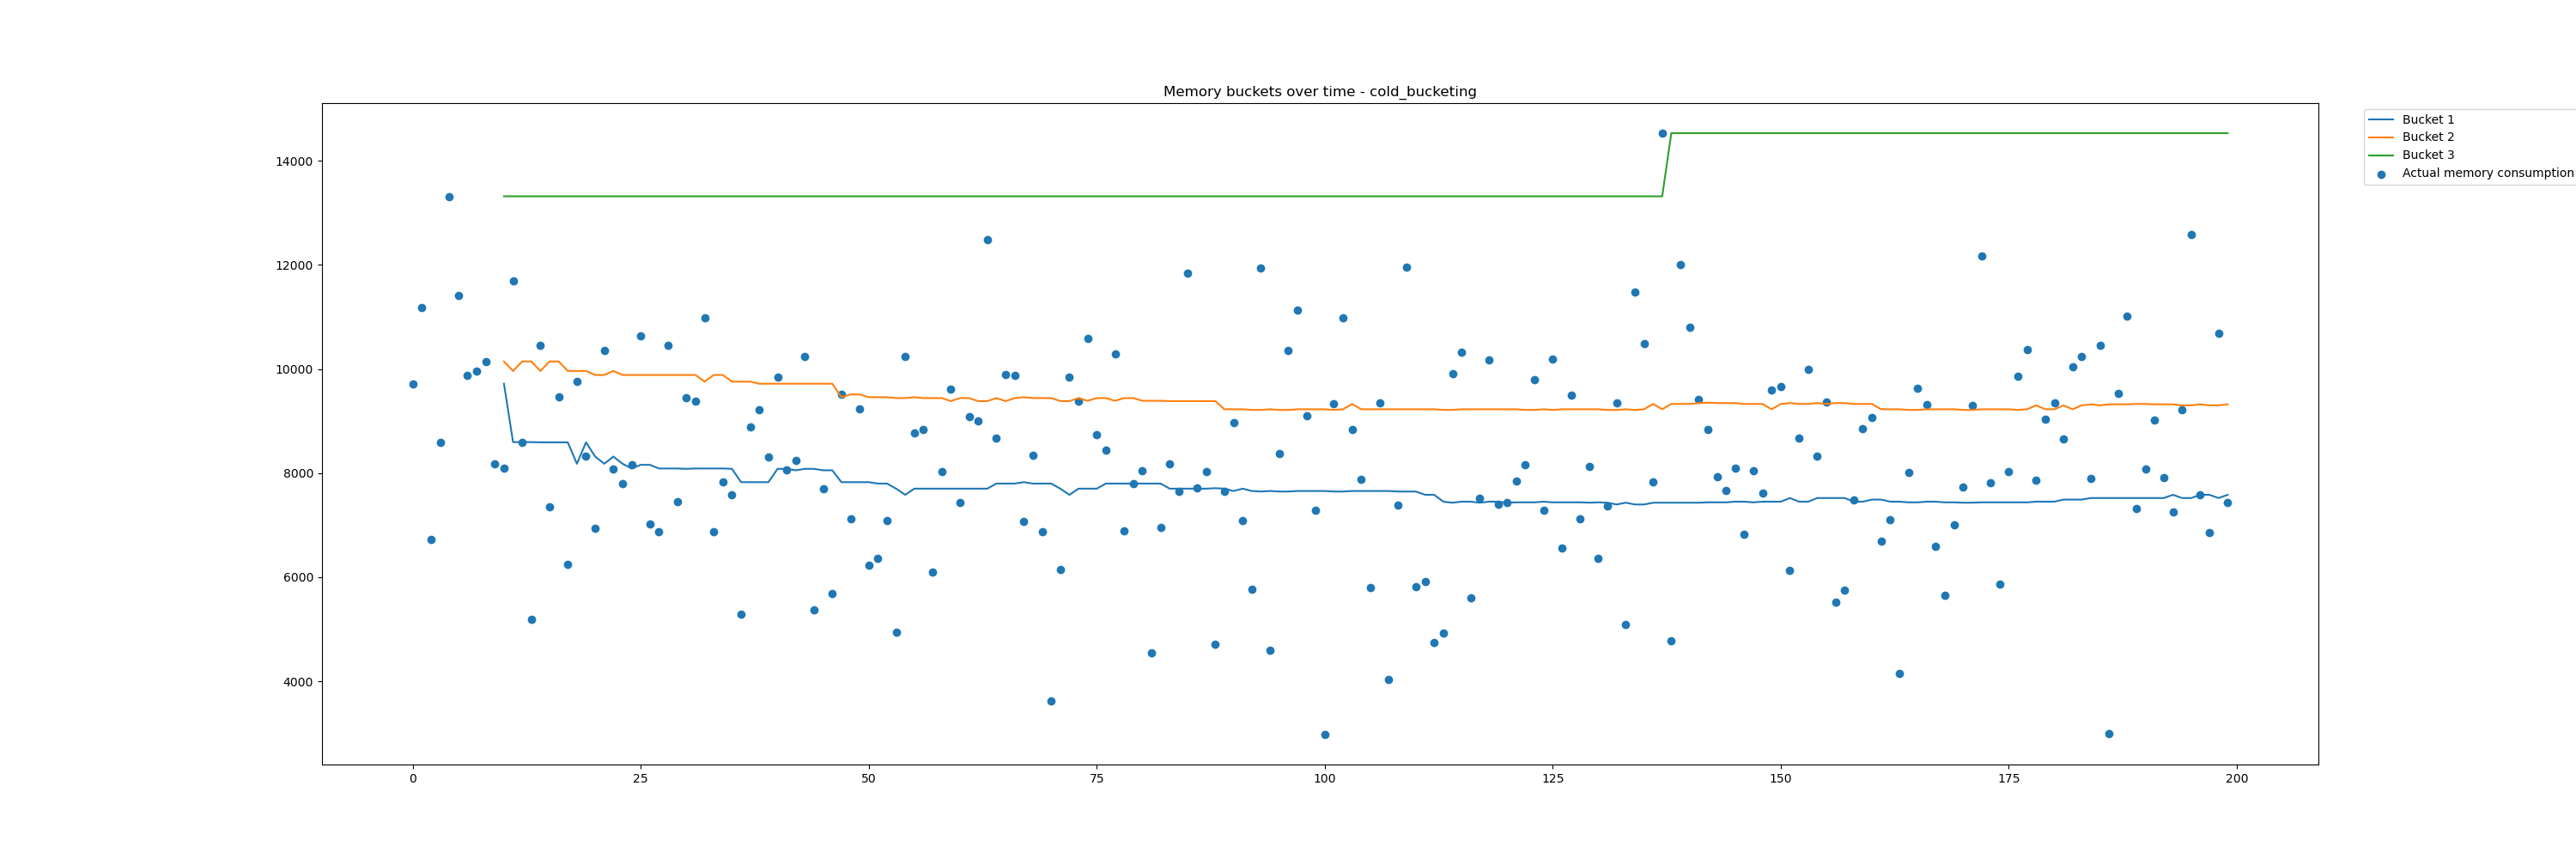 Memory buckets over time - cold_bucketing
Bucket 1
Bucket 2
Bucket 3
Actual memory consumption
14000
12000
10000
8000
6000
4000
0 25 50 75 100 125 150 175 200